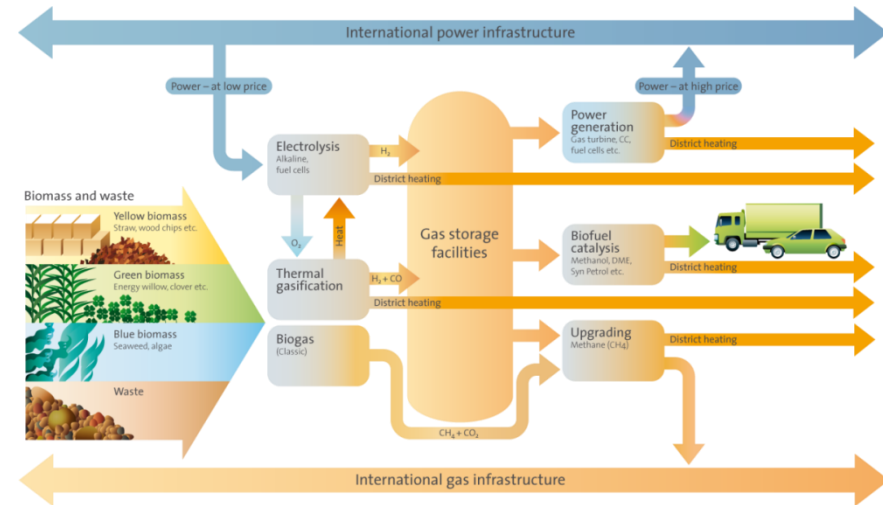 International power infrastructure
Power – at low price
Power – at high price
Electrolysis
Alkaline,
fuel cells
H₂
Power
generation
Gas turbine, CC,
fuel cells etc.
District heating
District heating
Biomass and waste
Yellow biomass
Straw, wood chips etc.
O₂
Heat
Gas storage
facilities
Biofuel
catalysis
Methanol, DME,
Syn Petrol etc.
District heating
Green biomass
Energy willow, clover etc.
Thermal
gasification
H₂ + CO
District heating
Blue biomass
Seaweed, algae
Biogas
(Classic)
Upgrading
Methane (CH4)
District heating
Waste
CH₄ + CO₂
International gas infrastructure